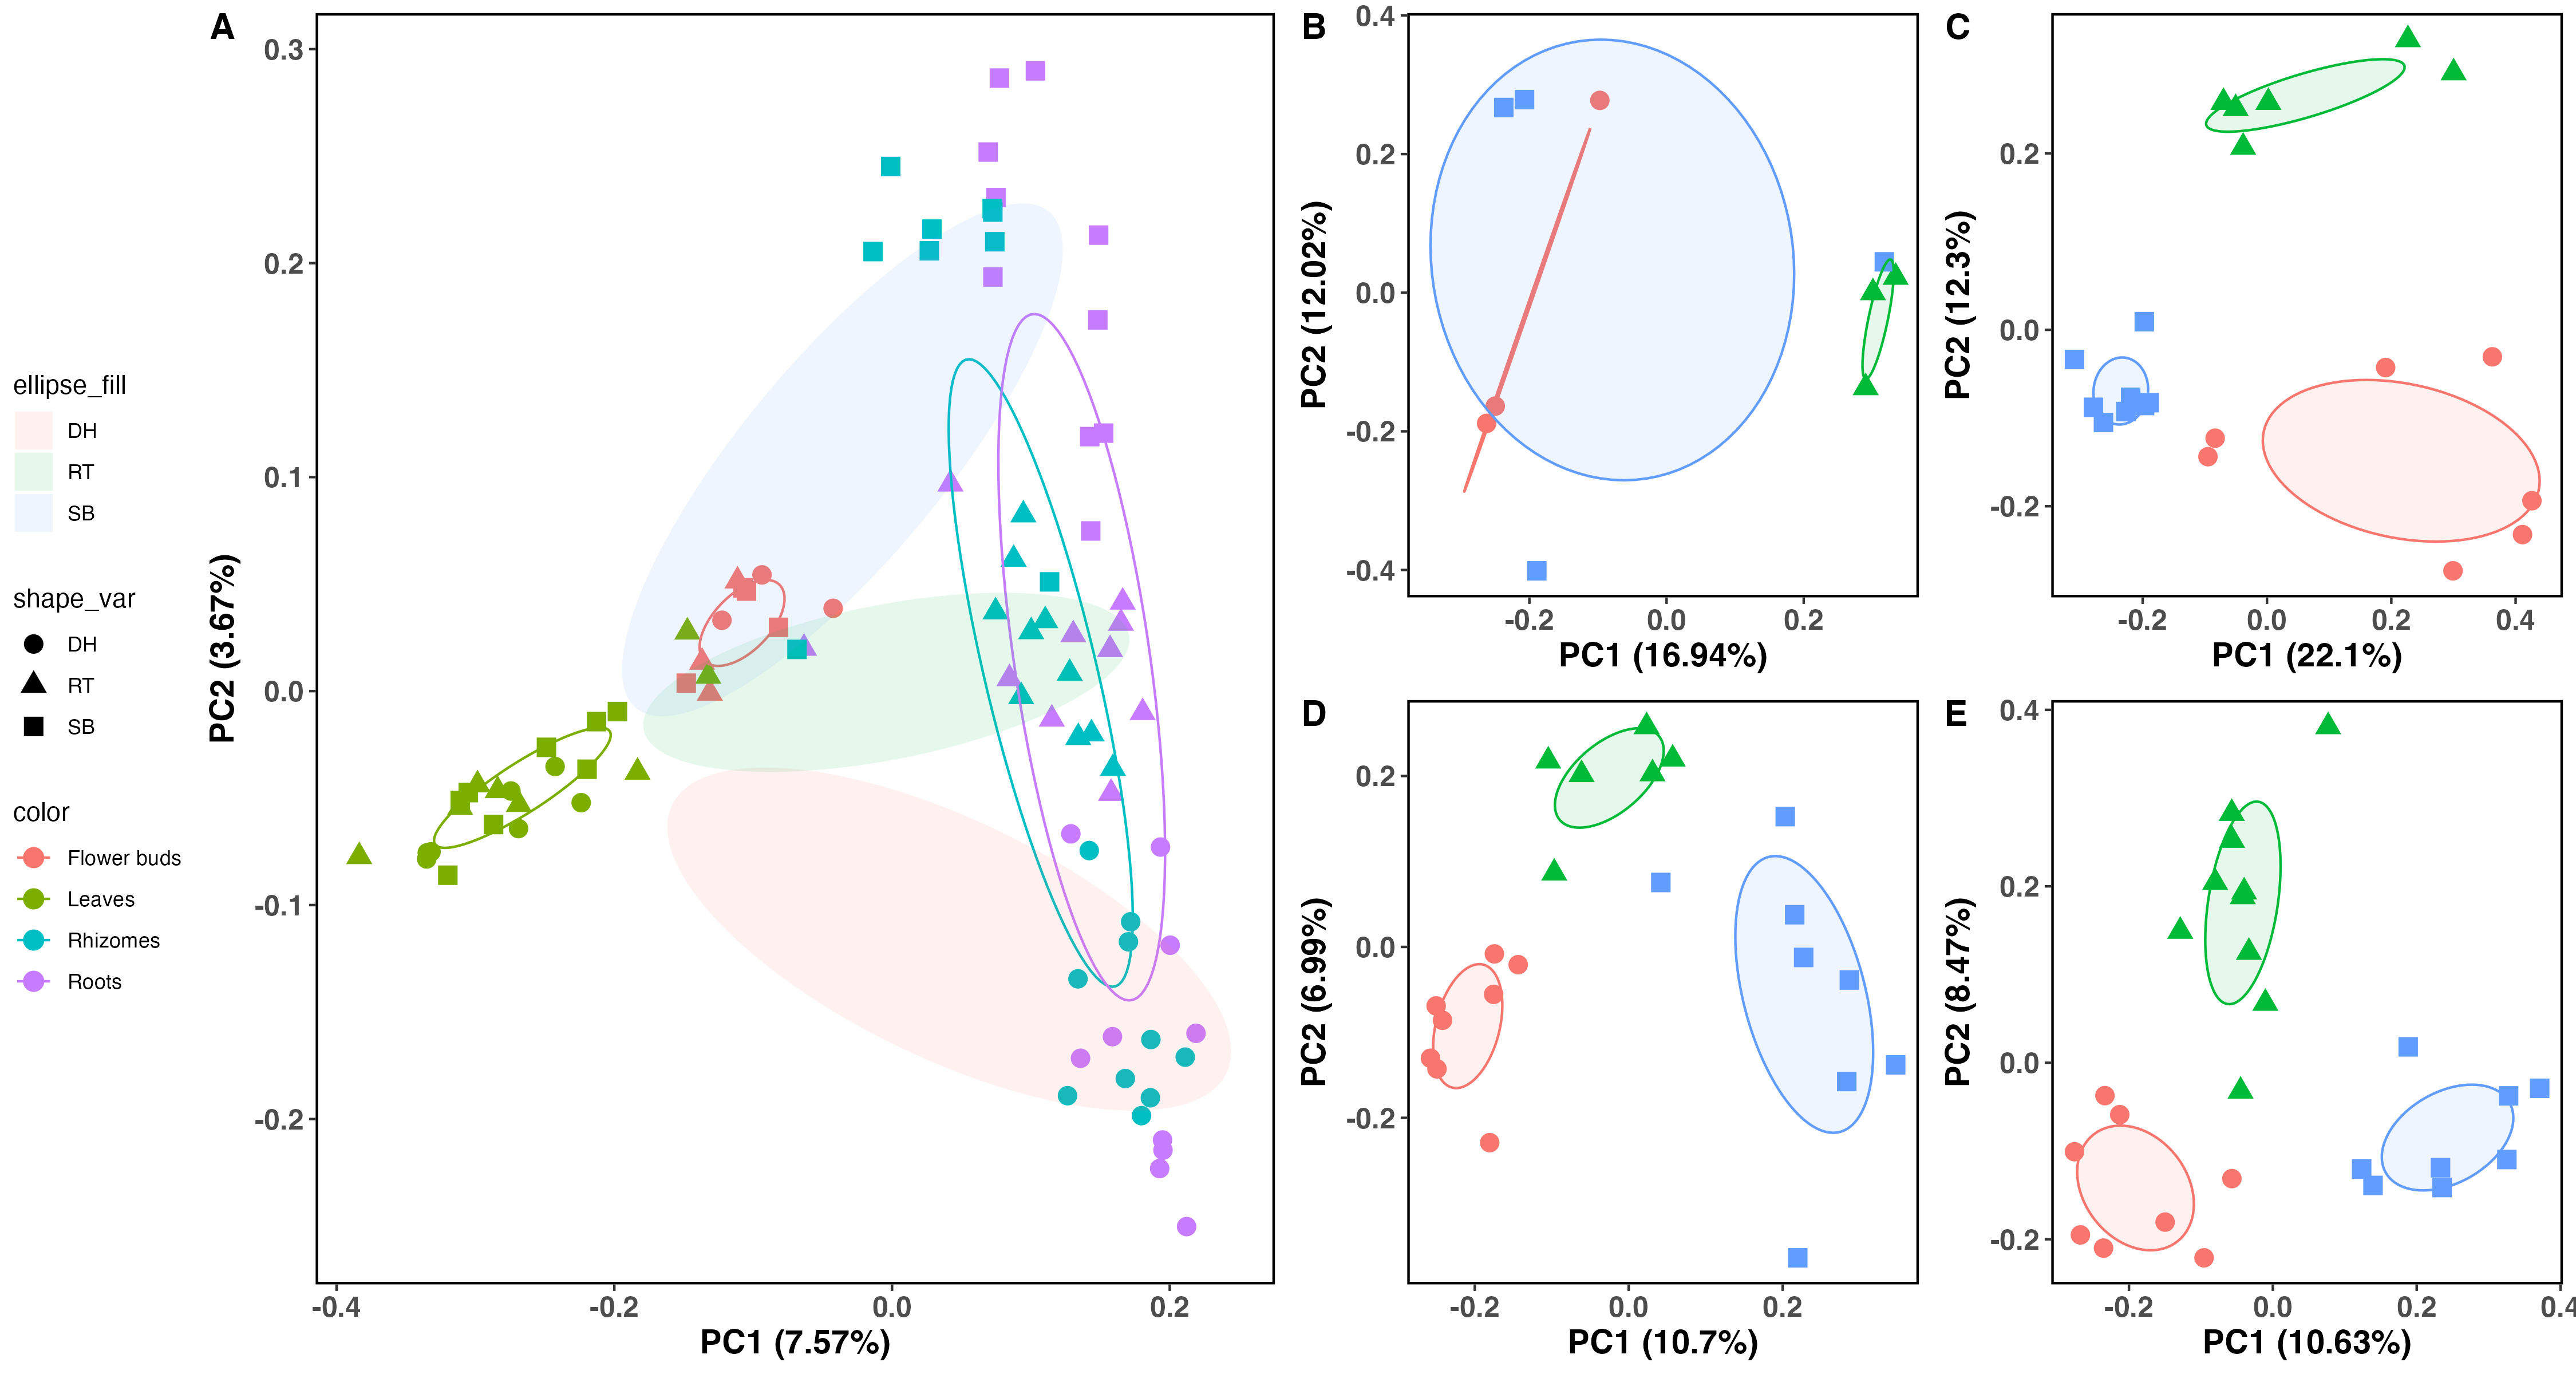 ellipse_fill
DH
RT
SB
shape_var
DH
RT
SB
color
Flower buds
Leaves
Rhizomes
Roots
A
0.3
0.2
0.1
0.0
-0.1
-0.2
PC2 (3.67%)
-0.4 -0.2 0.0 0.2
PC1 (7.57%)
B
0.4
0.2
0.0
-0.2
-0.4
PC2 (12.02%)
-0.2 0.0 0.2
PC1 (16.94%)
C
0.2
0.0
-0.2
PC2 (12.3%)
-0.2 0.0 0.2 0.4
PC1 (22.1%)
D
0.2
0.0
-0.2
PC2 (6.99%)
-0.2 0.0 0.2
PC1 (10.7%)
E
0.4
0.2
0.0
-0.2
PC2 (8.47%)
-0.2 0.0 0.2 0.4
PC1 (10.63%)